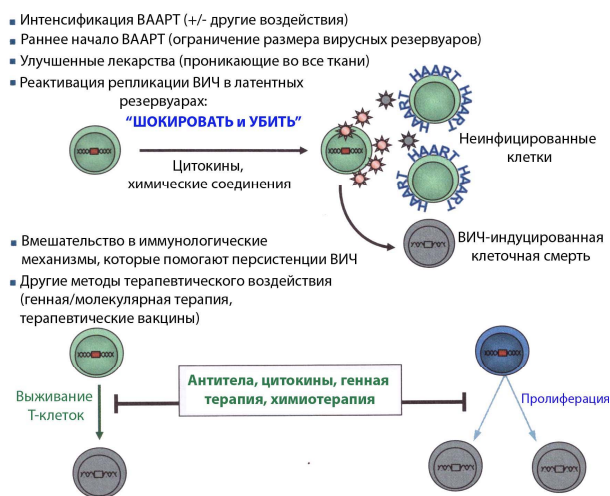 ▪ Интенсификация ВААРТ (+/- другие воздействия)
▪ Раннее начало ВААРТ (ограничение размера вирусных резервуаров)
▪ Улучшенные лекарства (проникающие во все ткани)
▪ Реактивация репликации ВИЧ в латентных
резервуарах:
“ШОКИРОВАТЬ и УБИТЬ”
Цитокины,
химические соединения
HAART
HAART
HAART
HAART
HAART
HAART
Неинфицированные
клетки
ВИЧ-индуцированная
клеточная смерть
▪ Вмешательство в иммунологические
механизмы, которые помогают персистенции ВИЧ
▪ Другие методы терапевтического воздействия
(генная/молекулярная терапия,
терапевтические вакцины)
Выживание
Т-клеток
Антитела, цитокины, генная
терапия, химиотерапия
Пролиферация